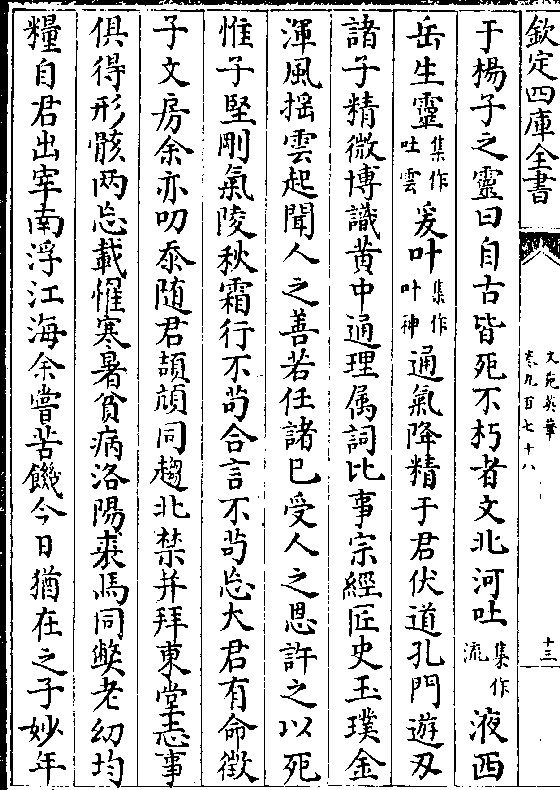 欽定四庫全書
文苑英華
卷九百七十八
十三
于楊子之靈曰自古皆死不朽者文北河吐集作流液西
岳生靈集作吐雲爰叶集作叶神通氣降精于君伏道孔門遊刃
諸子精微博識黄中通理属詞比事宗經匠史玉璞金
渾風揺雲起聞人之善若任諸已受人之恩許之以死
惟子堅剛氣陵秋霜行不茍合言不茍忘大君有命徵
子文房余亦叨忝随君頡頏同趨北禁并拜東堂志事
俱得形骸兩忘載惟寒暑貧病洛陽裘馬同弊老幼均
糧自君出宰南浮江海余嘗苦饑今日猶在之子妙年